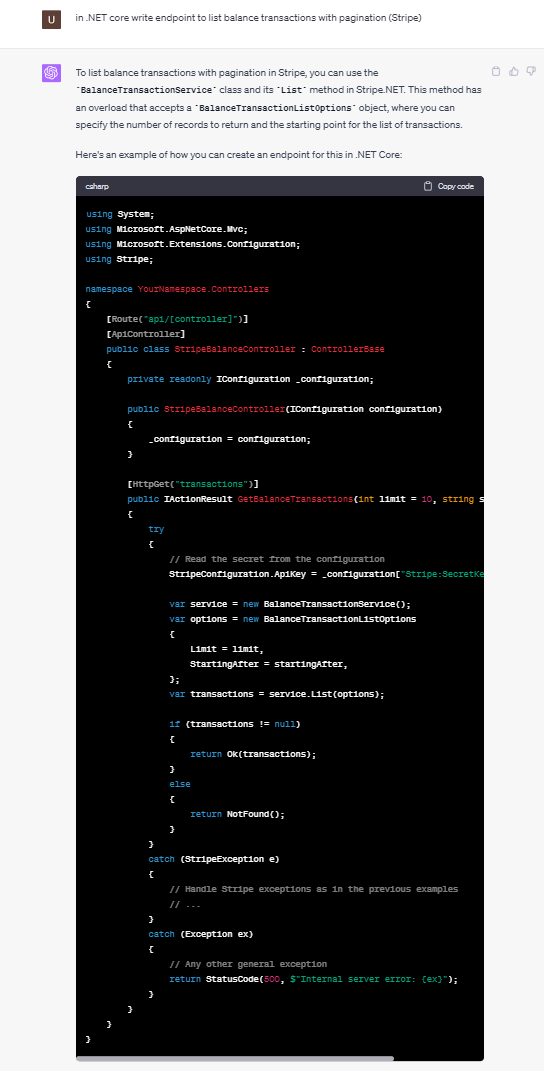 U
in .NET core write endpoint to list balance transactions with pagination (Stripe)
To list balance transactions with pagination in Stripe, you can use the
`BalanceTransactionService` class and its `List` method in Stripe.NET. This method has
an overload that accepts a `BalanceTransactionListOptions` object, where you can
specify the number of records to return and the starting point for the list of transactions.
Here's an example of how you can create an endpoint for this in .NET Core:
csharp
Copy code
using System;
using Microsoft.AspNetCore.Mvc;
using Microsoft.Extensions.Configuration;
using Stripe;
namespace YourNamespace.Controllers
{
    [Route("api/[controller]")]
    [ApiController]
    public class StripeBalanceController : ControllerBase
    {
        private readonly IConfiguration _configuration;
        public StripeBalanceController(IConfiguration configuration)
        {
            _configuration = configuration;
        }
        [HttpGet("transactions")]
        public IActionResult GetBalanceTransactions(int limit = 10, string s
        {
            try
            {
                // Read the secret from the configuration
                StripeConfiguration.ApiKey = _configuration["Stripe:SecretKe
                var service = new BalanceTransactionService();
                var options = new BalanceTransactionListOptions
                {
                    Limit = limit,
                    StartingAfter = startingAfter,
                };
                var transactions = service.List(options);
                if (transactions != null)
                {
                    return Ok(transactions);
                }
                else
                {
                    return NotFound();
                }
            }
            catch (StripeException e)
            {
                // Handle Stripe exceptions as in the previous examples
                // ...
            }
            catch (Exception ex)
            {
                // Any other general exception
                return StatusCode(500, $"Internal server error: {ex}");
            }
        }
    }
}